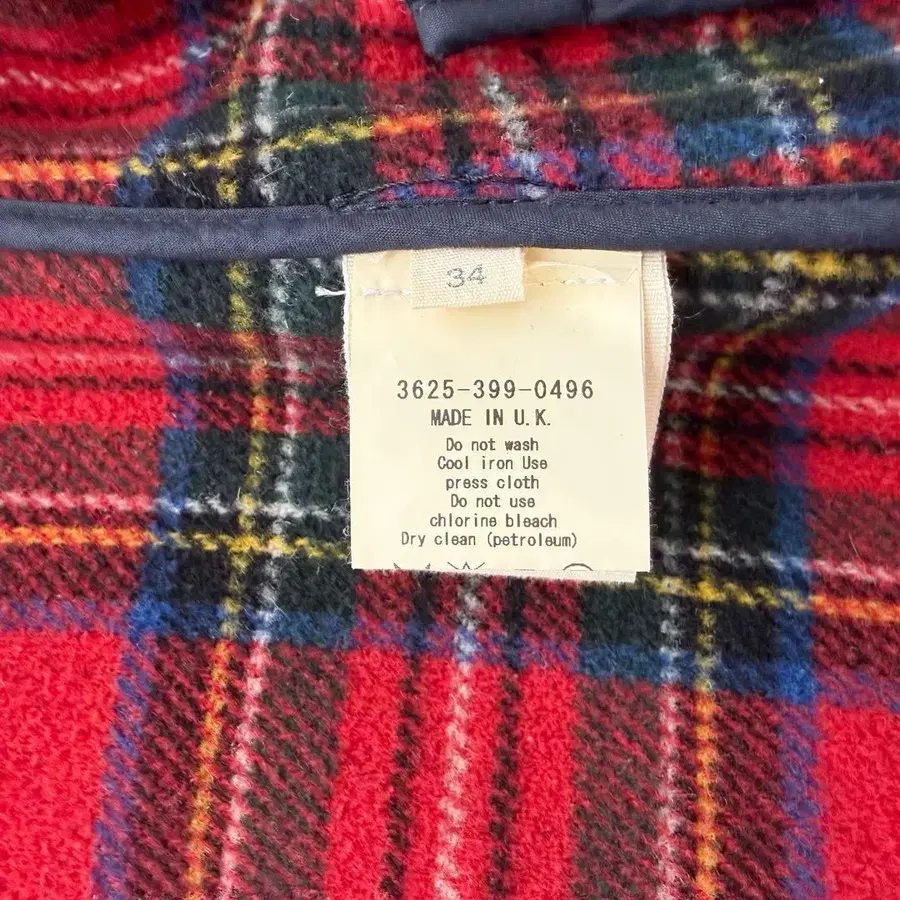 34
3625-399-0496
MADE IN U.K.
Do not wash
Cool iron Use
press cloth
Do not use
chlorine bleach
Dry clean (petroleum)